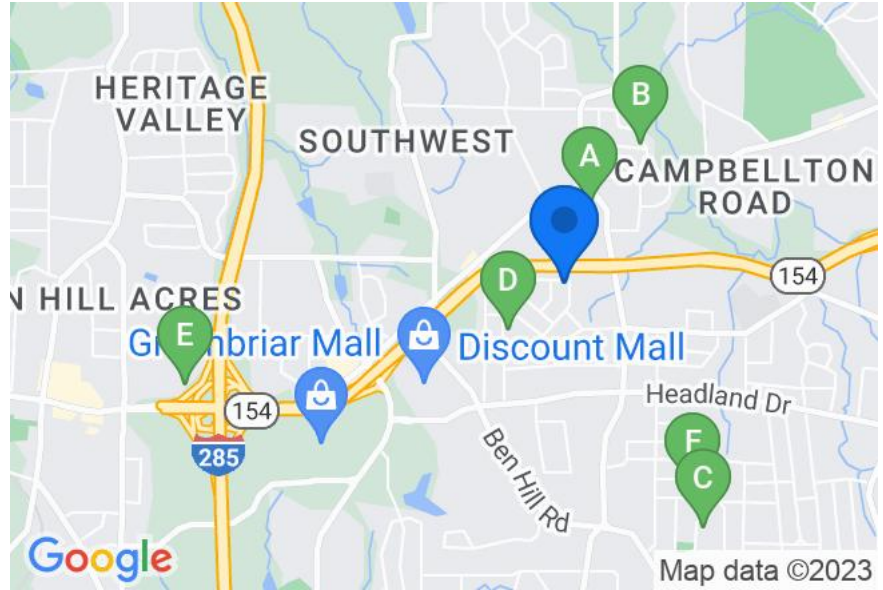 HERITAGE
VALLEY
SOUTHWEST
B
A
CAMPBELLTON
ROAD
D
154
N HILL ACRES
E
Discount Mall
154
Headland Dr
285
Ben Hill Rd
C
Google
Map data ©2023